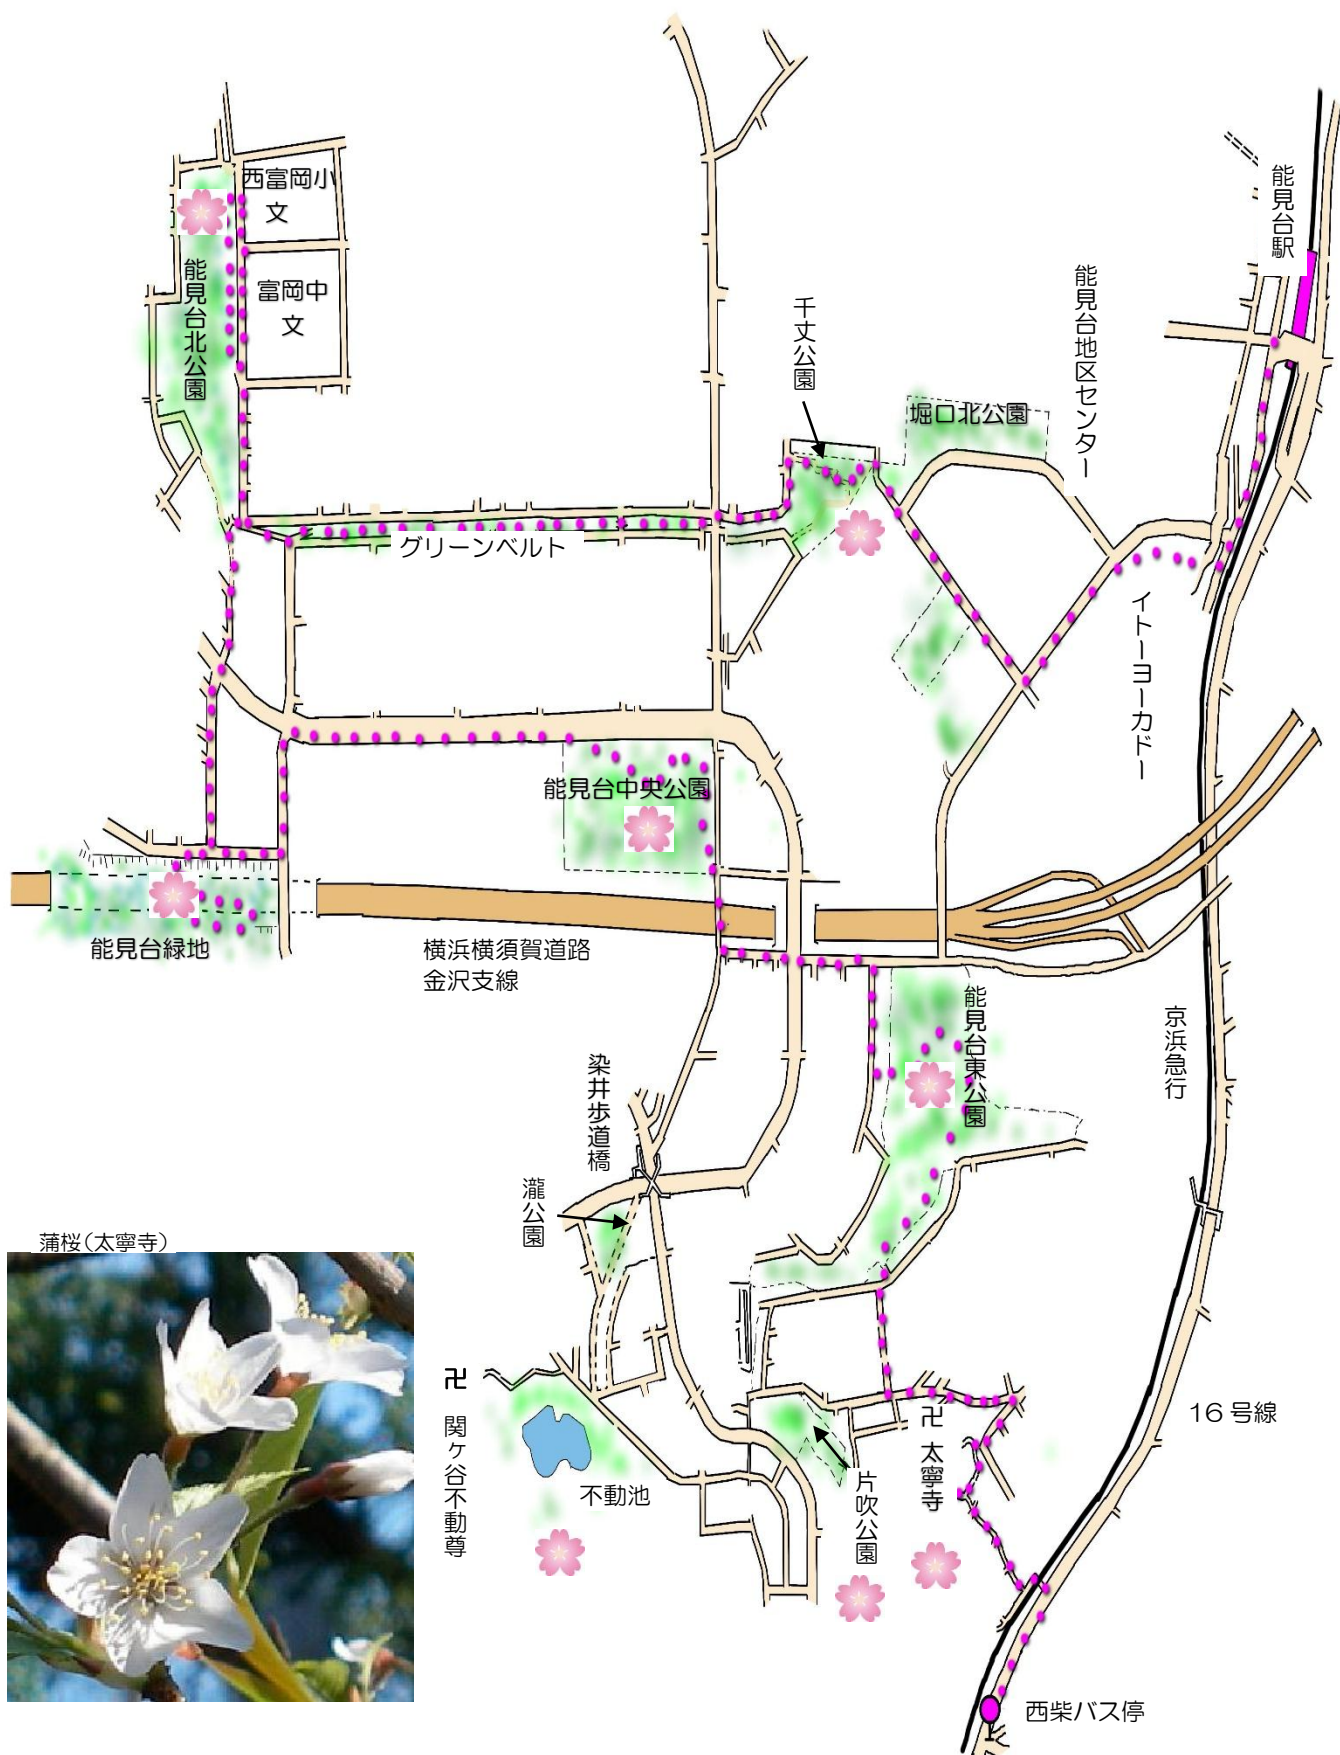 西富岡小
文
能見台駅
能見台北公園
富岡中
文
千丈公園
能見台地区センター
堀口北公園
グリーンベルト
イトーヨーカドー
能見台中央公園
能見台緑地
横浜横須賀道路
金沢支線
能見台東公園
京浜急行
染井歩道橋
瀧公園
蒲桜(太寧寺)
卍 関ヶ谷不動尊
不動池
片吹公園
卍 太寧寺
16号線
西柴バス停